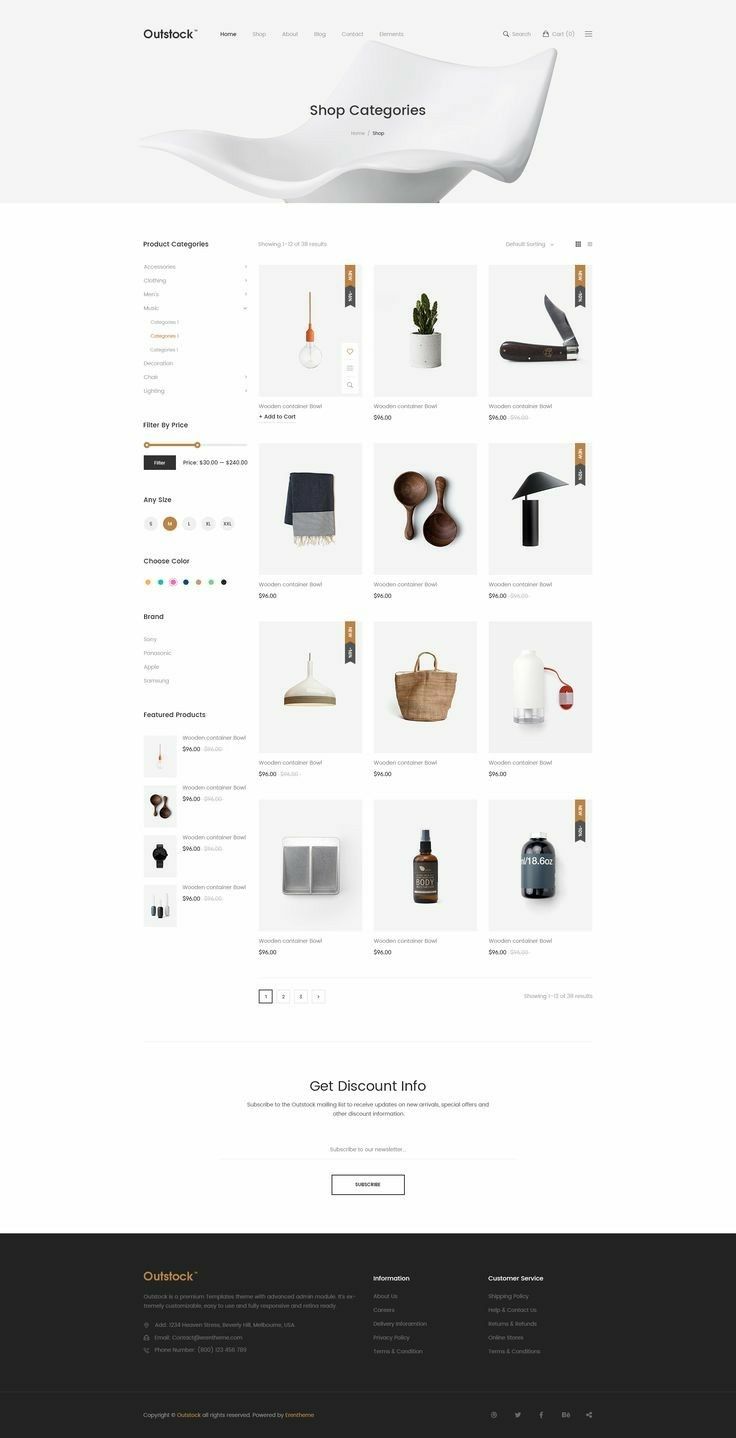 Outstock™ Home Shop About Blog Contact Elements Search Cart (0)
Shop Categories
Home / Shop
Product Categories
Accessories
Clothing
Men's
Music
Categories 1
Categories 1
Categories 1
Decoration
Chair
Lighting
Filter By Price
Filter Price: $30.00 — $240.00
Any Size
S M L XL XXL
Choose Color
Brand
Sony
Panasonic
Apple
Samsung
Featured Products
Wooden container Bowl
$96.00 $96.00
Wooden container Bowl
$96.00 $96.00
Wooden container Bowl
$96.00 $96.00
Wooden container Bowl
$96.00 $96.00
Showing 1-12 of 38 results Default Sorting
NEW NEW
Wooden container Bowl Wooden container Bowl Wooden container Bowl
+ Add to Cart $96.00 $96.00 $96.00
NEW
Wooden container Bowl Wooden container Bowl Wooden container Bowl
$96.00 $96.00 $96.00 $96.00
NEW
Wooden container Bowl Wooden container Bowl Wooden container Bowl
$96.00 $96.00 $96.00 $96.00
NEW
ml/18.6oz
BODY
Wooden container Bowl Wooden container Bowl Wooden container Bowl
$96.00 $96.00 $96.00 $96.00
1 2 3 > Showing 1-12 of 38 results
Get Discount Info
Subscribe to the Outstock mailing list to receive updates on new arrivals, special offers and
other discount information.
Subscribe to our newsletter...
SUBSCRIBE
Outstock™
Outstock is a premium Templates theme with advanced admin module. It's ex-
tremely customizable, easy to use and fully responsive and retina ready.
Add: 1234 Heaven Stress, Beverly Hill, Melbourne, USA
Email: Contact@erentheme.com
Phone Number: (800) 123 456 789
Information
About Us
Careers
Delivery Inforamtion
Privacy Policy
Terms & Condition
Customer Service
Shipping Policy
Help & Contact Us
Returns & Refunds
Online Stores
Terms & Conditions
Copyright © Outstock all rights reserved. Powered by Erentheme
Bē